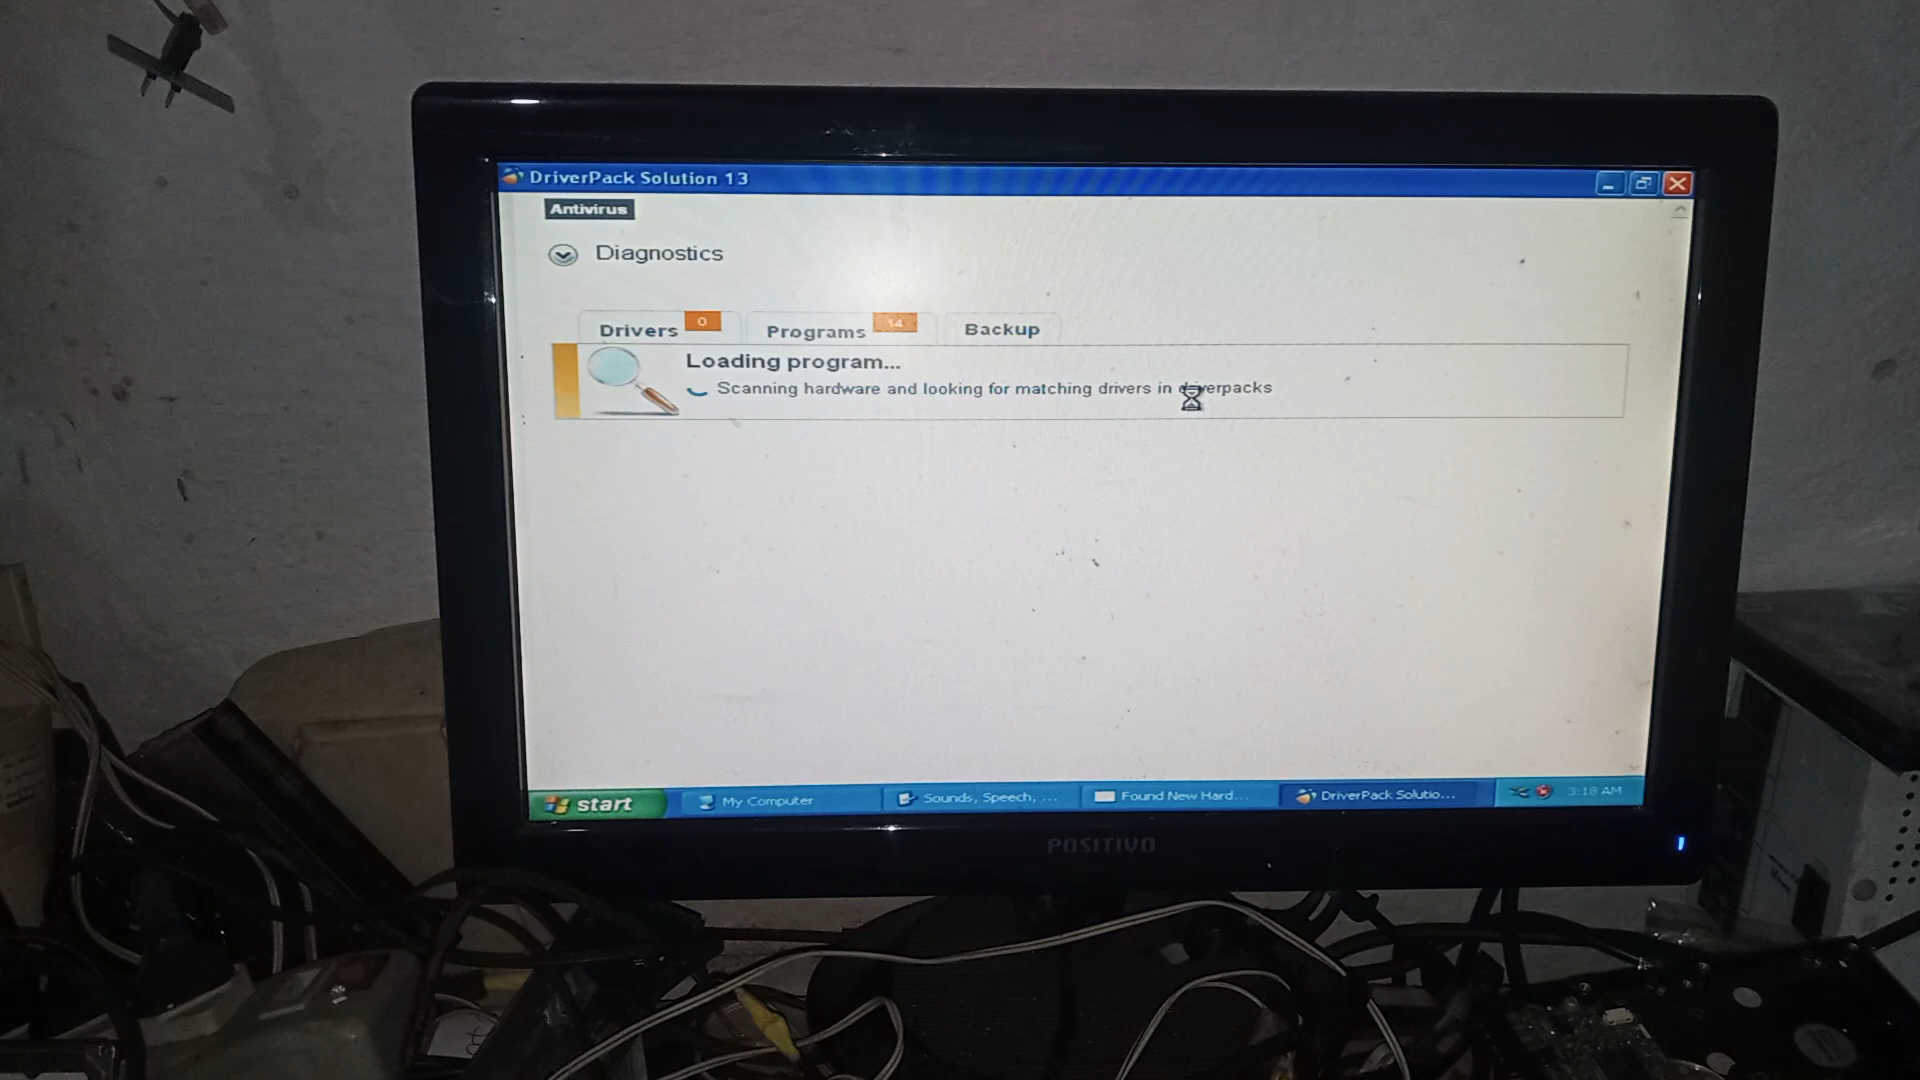 DriverPack Solution 13
Antivirus
Diagnostics
Drivers 0 Programs 14 Backup
Loading program...
Scanning hardware and looking for matching drivers in
start My Computer Sounds, Speech, ... Found New Hard... DriverPack Solutio... 3:18 AM
POSITIVO